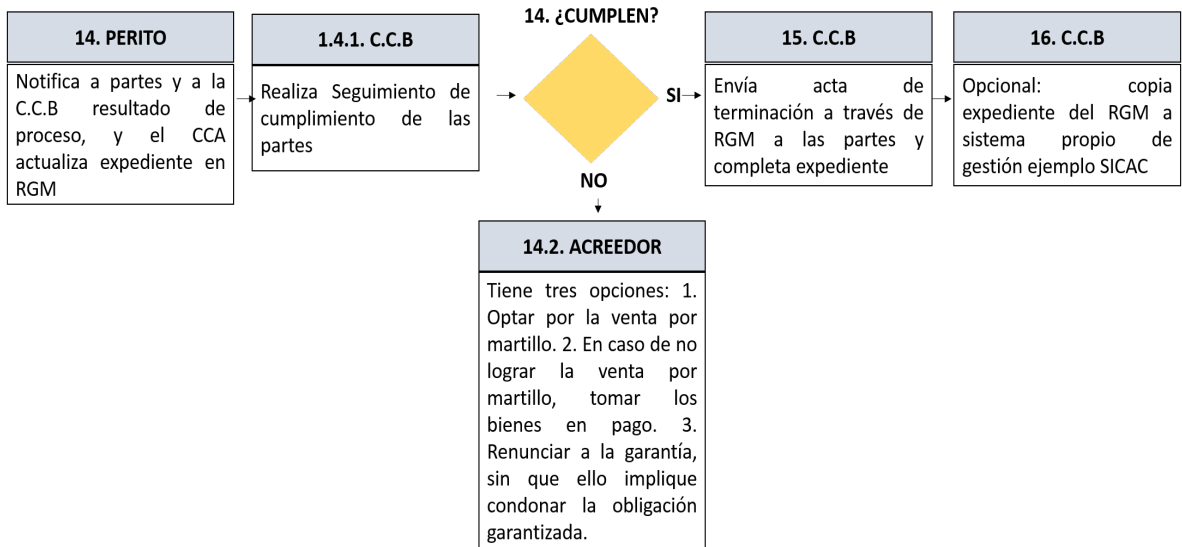 14. PERITO
Notifica a partes y a la
C.C.B resultado de
proceso, y el CCA
actualiza expediente en
RGM
1.4.1. C.C.B
Realiza Seguimiento de
cumplimiento de las
partes
14. ¿CUMPLEN?
SI
NO
15. C.C.B
Envía acta de
terminación a través de
RGM a las partes y
completa expediente
16. C.C.B
Opcional: copia
expediente del RGM a
sistema propio de
gestión ejemplo SICAC
14.2. ACREEDOR
Tiene tres opciones: 1.
Optar por la venta por
martillo. 2. En caso de no
lograr la venta por
martillo, tomar los
bienes en pago. 3.
Renunciar a la garantía,
sin que ello implique
condonar la obligación
garantizada.